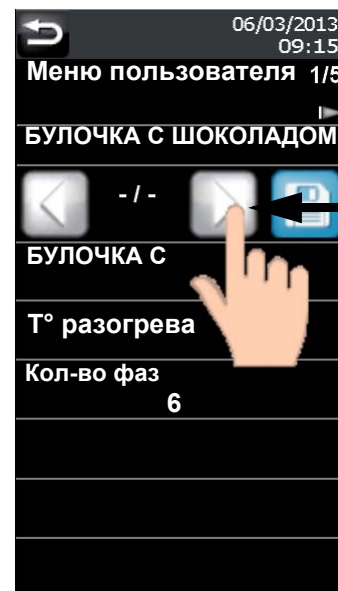 06/03/2013
09:15
Меню пользователя 1/5
БУЛОЧКА С ШОКОЛАДОМ
- / -
БУЛОЧКА С
Т° разогрева
Кол-во фаз
6